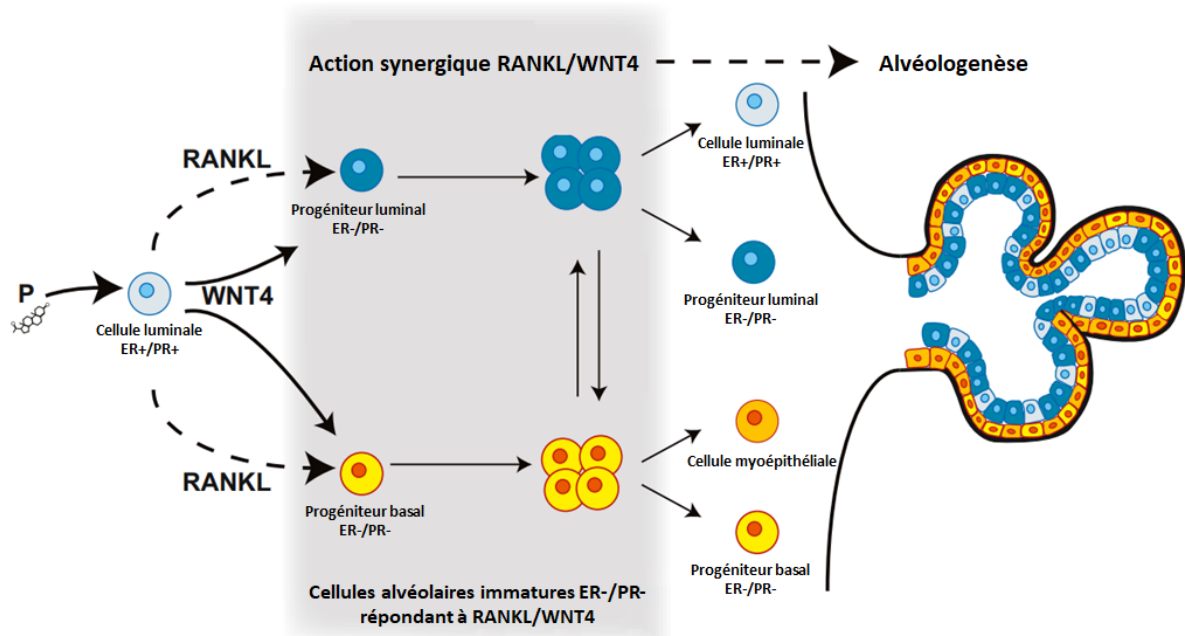 Action synergique RANKL/WNT4
Alvéologenèse
RANKL
Progéniteur luminal
ER-/PR-
Cellule luminale
ER+/PR+
P
WNT4
Cellule luminale
ER+/PR+
Progéniteur luminal
ER-/PR-
RANKL
Progéniteur basal
ER-/PR-
Cellule myoépithéliale
Progéniteur basal
ER-/PR-
Cellules alvéolaires immatures ER-/PR-
répondant à RANKL/WNT4